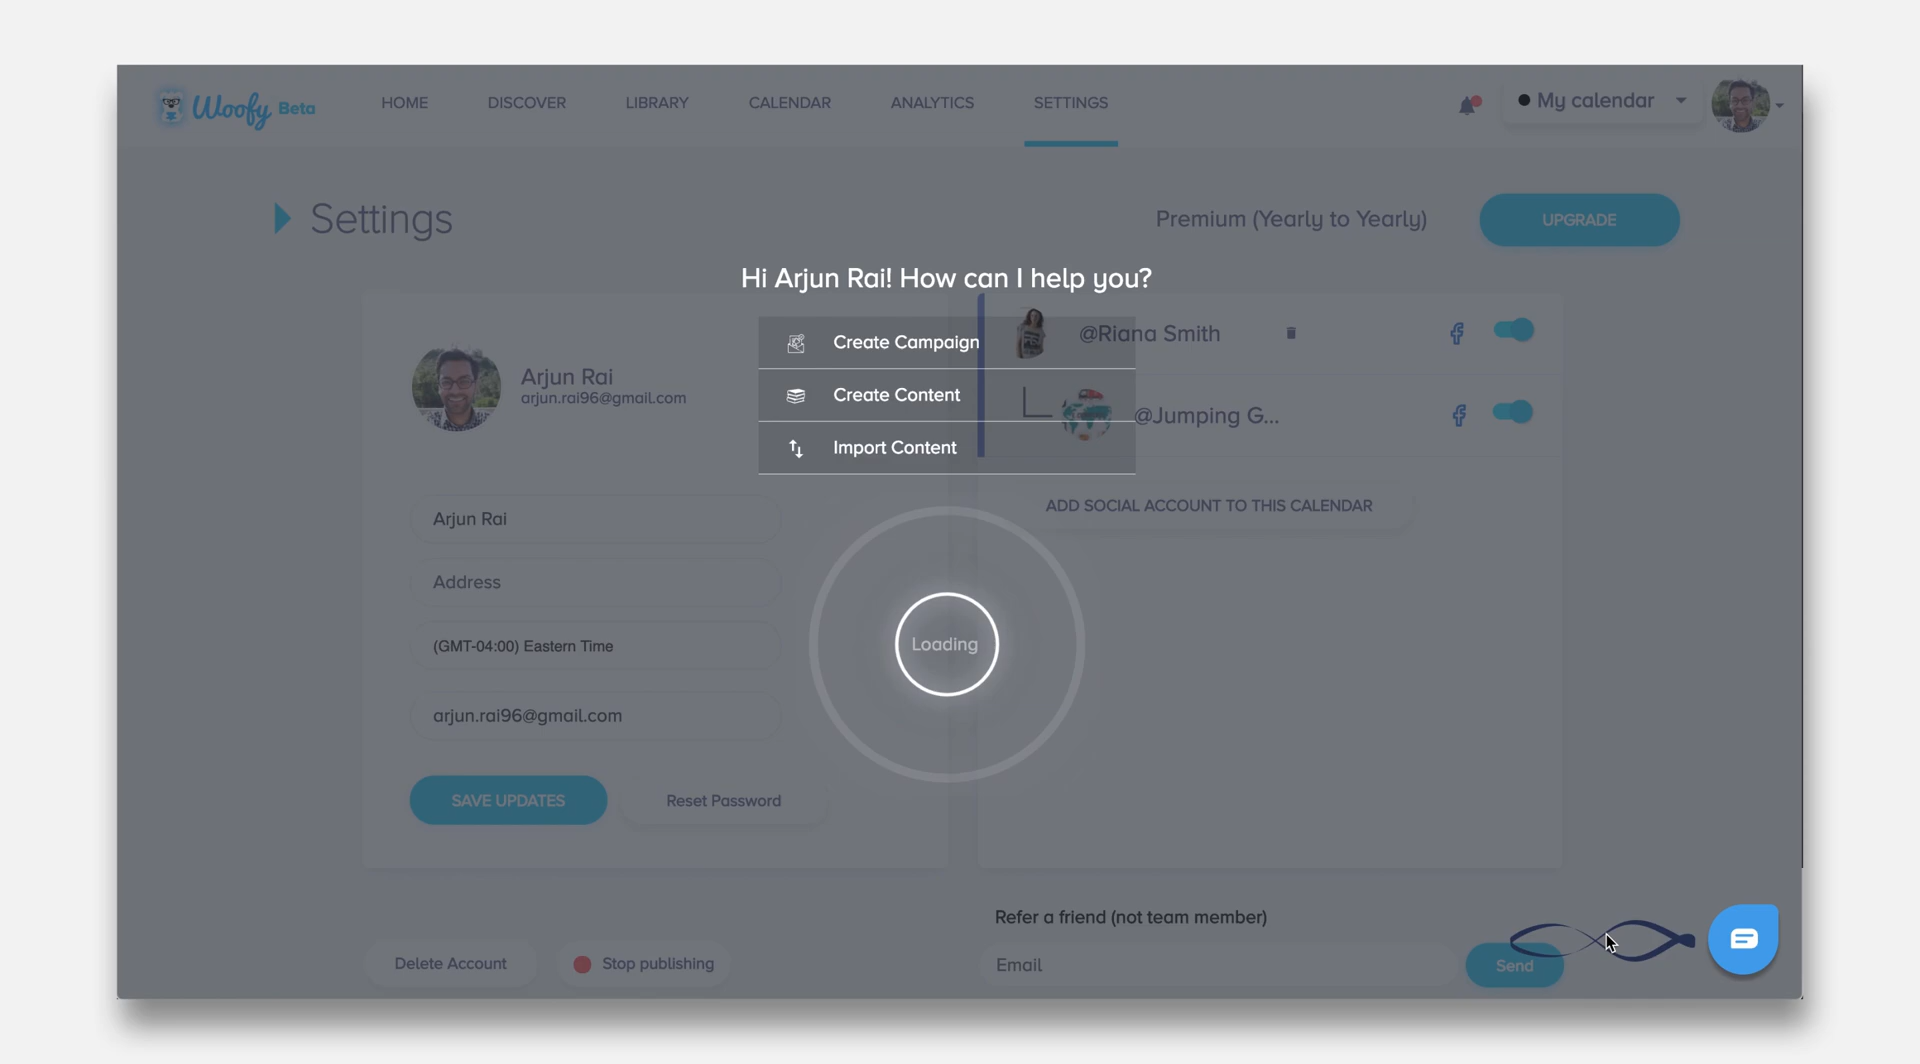 Woofy Beta
HOME DISCOVER LIBRARY CALENDAR ANALYTICS SETTINGS
My calendar
Settings
Premium (Yearly to Yearly)
UPGRADE
Hi Arjun Rai! How can I help you?
Create Campaign
Create Content
Import Content
Arjun Rai
arjun.rai96@gmail.com
@Riana Smith
@Jumping G...
ADD SOCIAL ACCOUNT TO THIS CALENDAR
Arjun Rai
Address
(GMT-04:00) Eastern Time
arjun.rai96@gmail.com
Loading
SAVE UPDATES
Reset Password
Refer a friend (not team member)
Delete Account
Stop publishing
Email
Send